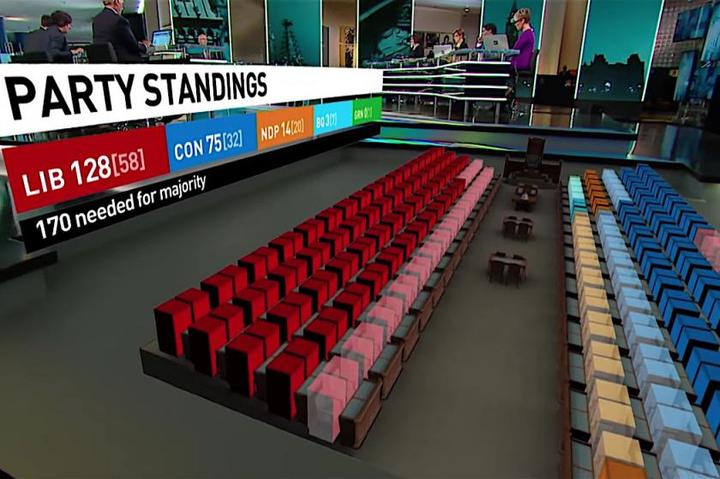 PARTY STANDINGS
LIB 128[58] CON 75[32] NDP 14[20] BQ 3[7] GRN 0[1]
170 needed for majority